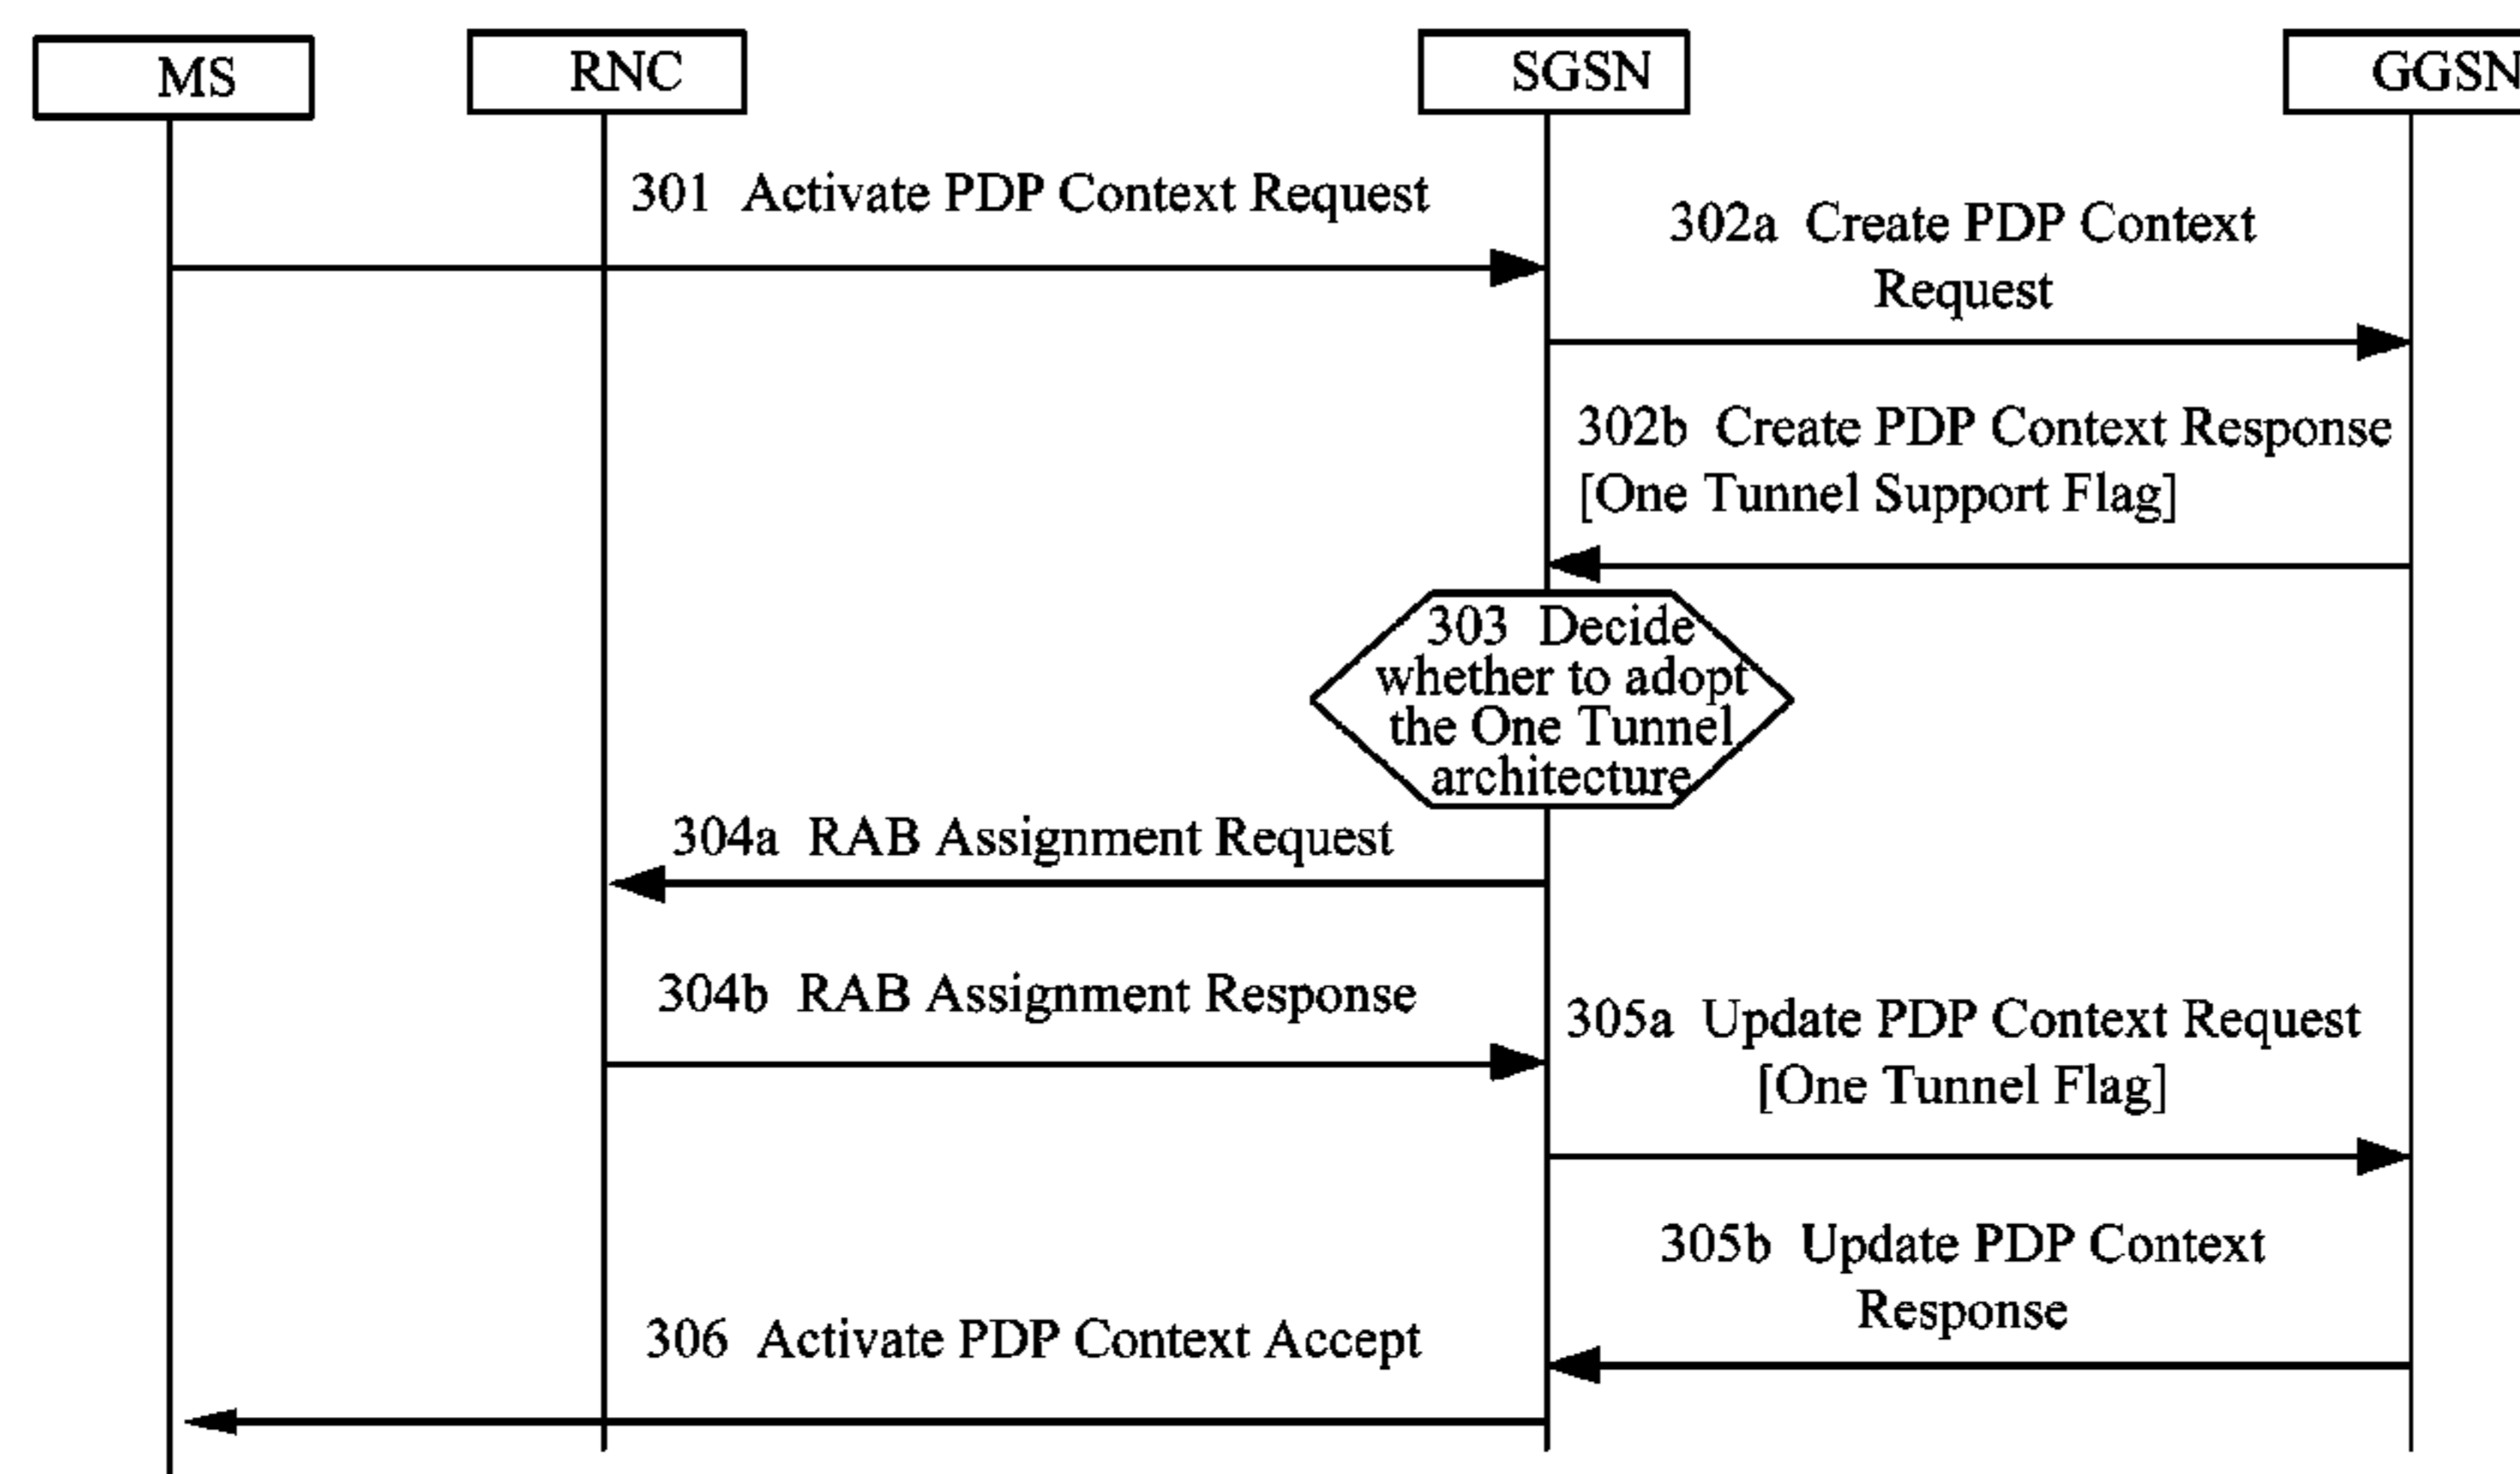 MS
RNC
SGSN
GGSN
301 Activate PDP Context Request
302a Create PDP Context
Request
302b Create PDP Context Response
[One Tunnel Support Flag]
303 Decide
whether to adopt
the One Tunnel
architecture
304a RAB Assignment Request
304b RAB Assignment Response
305a Update PDP Context Request
[One Tunnel Flag]
305b Update PDP Context
Response
306 Activate PDP Context Accept